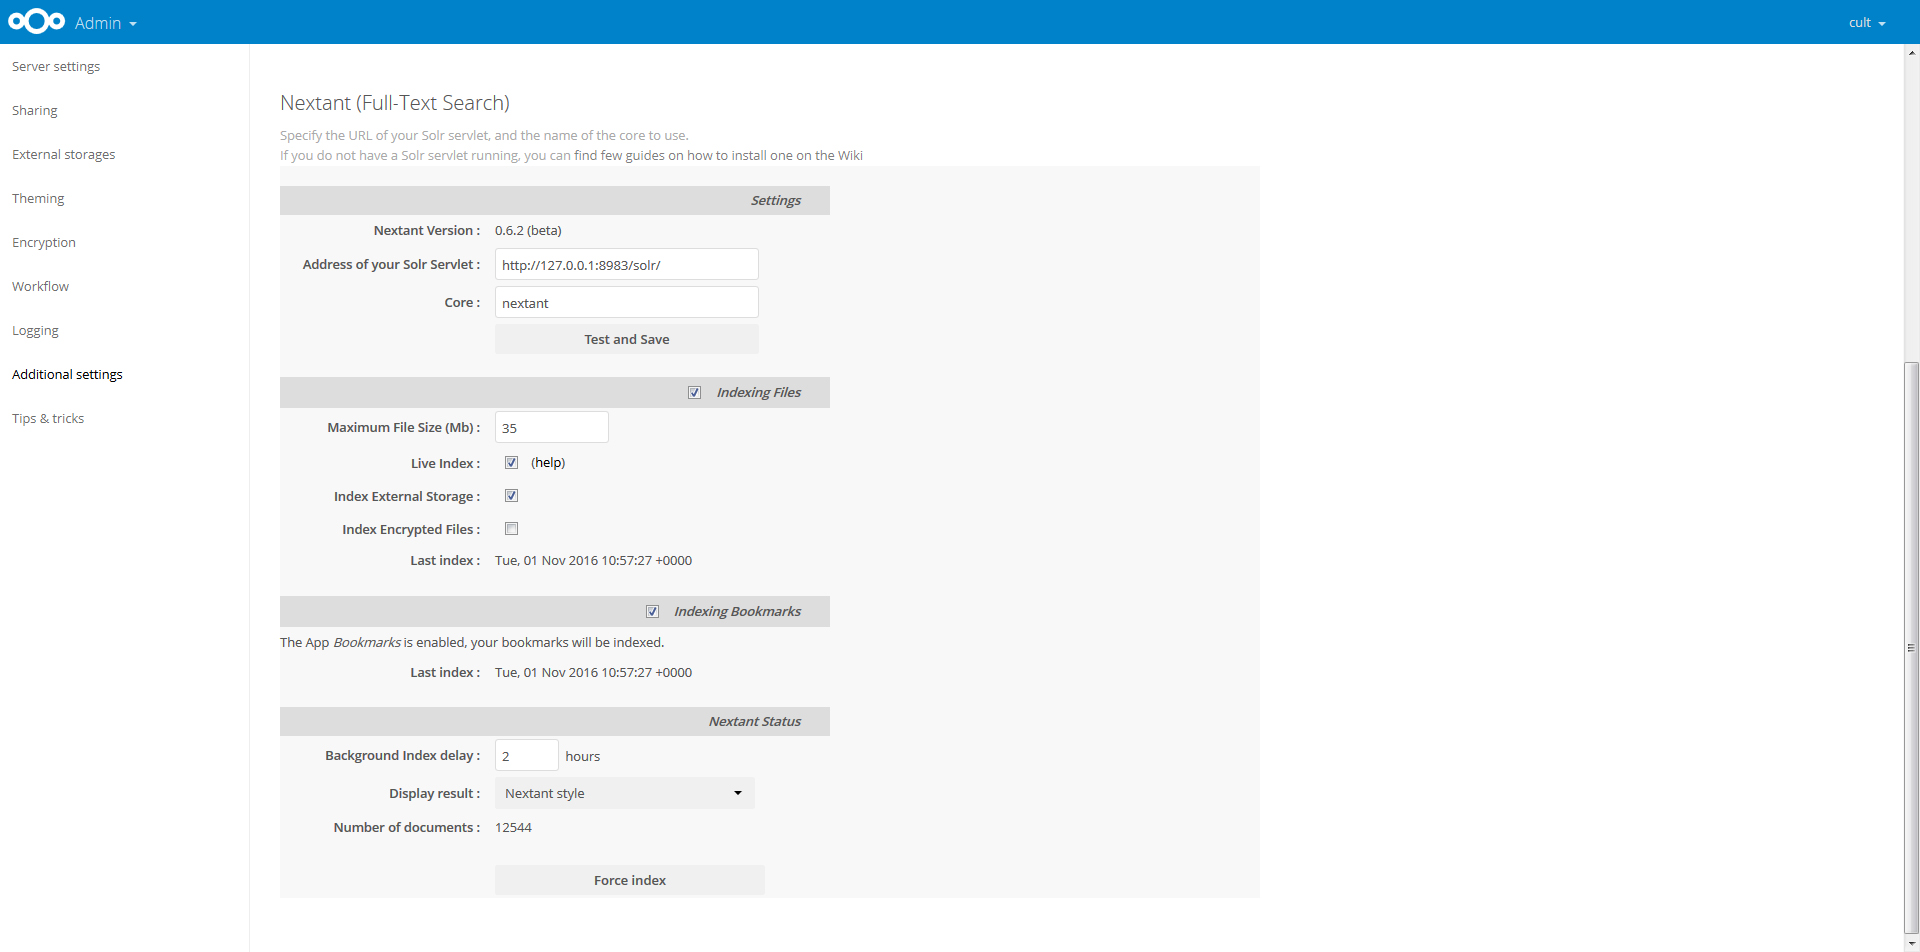 Admin
cult
Server settings
Sharing
External storages
Theming
Encryption
Workflow
Logging
Additional settings
Tips & tricks
Nextant (Full-Text Search)
Specify the URL of your Solr servlet, and the name of the core to use.
If you do not have a Solr servlet running, you can find few guides on how to install one on the Wiki
Settings
Nextant Version : 0.6.2 (beta)
Address of your Solr Servlet : http://127.0.0.1:8983/solr/
Core : nextant
Test and Save
Indexing Files
Maximum File Size (Mb) : 35
Live Index : (help)
Index External Storage :
Index Encrypted Files :
Last index : Tue, 01 Nov 2016 10:57:27 +0000
Indexing Bookmarks
The App Bookmarks is enabled, your bookmarks will be indexed.
Last index : Tue, 01 Nov 2016 10:57:27 +0000
Nextant Status
Background Index delay : 2 hours
Display result : Nextant style
Number of documents : 12544
Force index